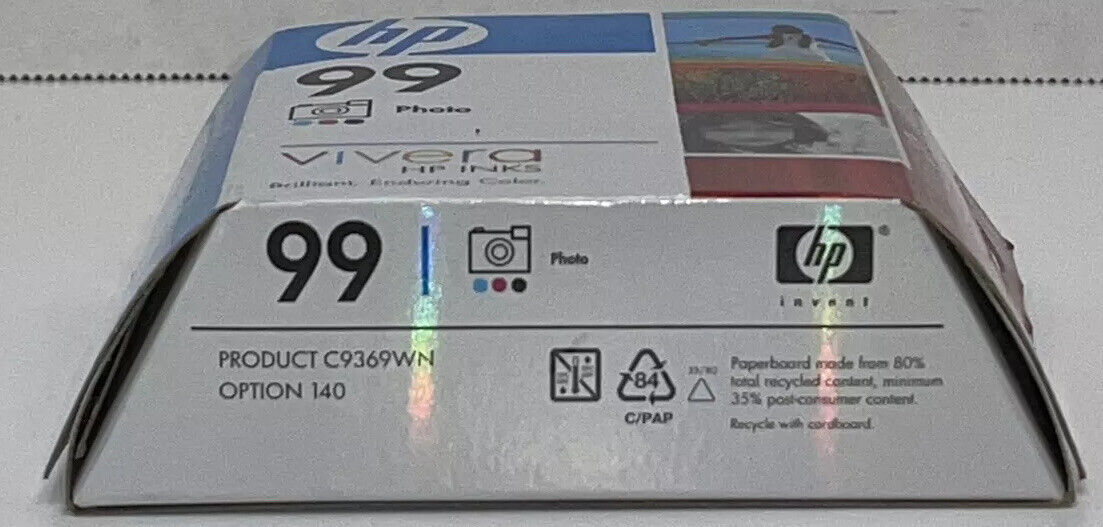 hp
99
Photo
vivera
HP INKS
Brilliant, Enduring Color.
99
Photo
hp®
invent
PRODUCT C9369WN
OPTION 140
84
C/PAP
Paperboard made from 80%
total recycled content, minimum
35% post-consumer content.
Recycle with cardboard.